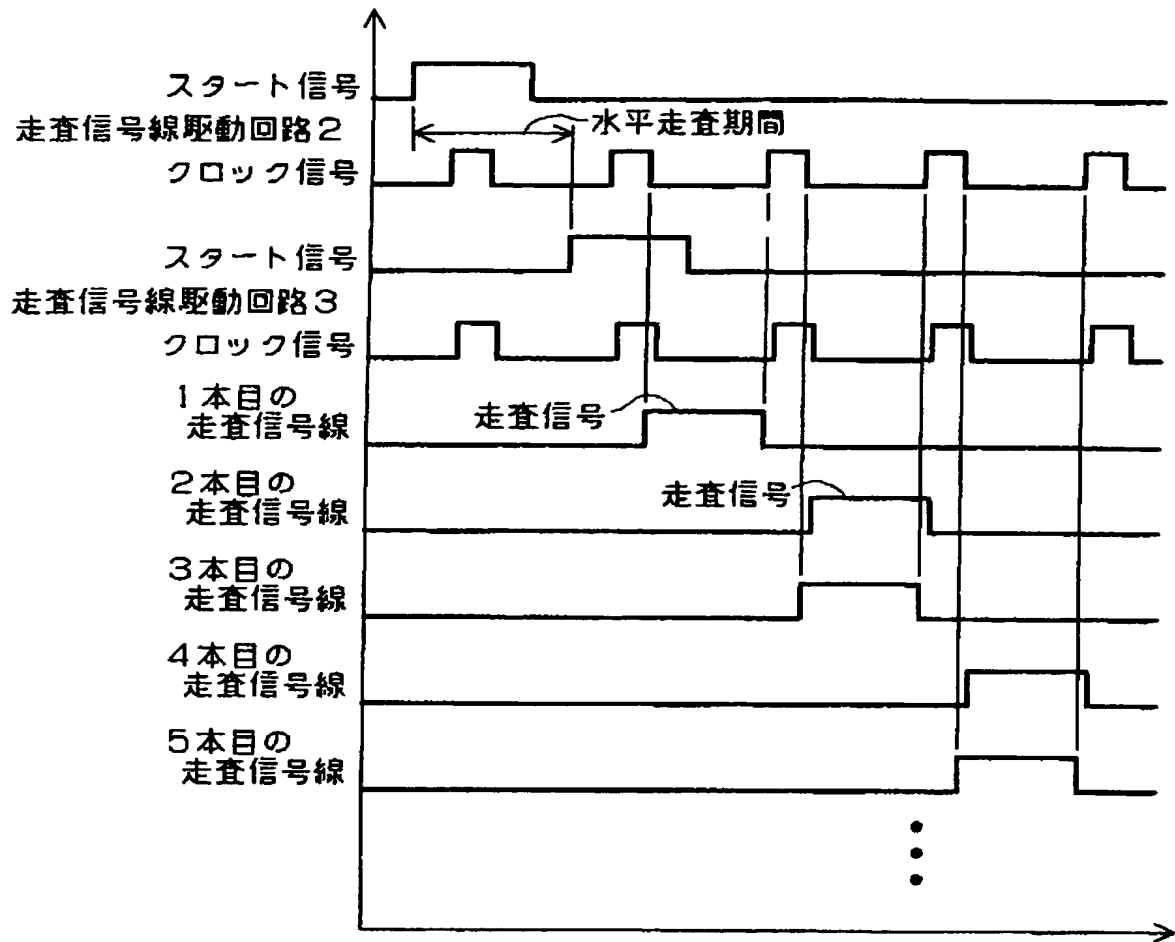 スタート信号
走査信号線駆動回路2
水平走査期間
クロック信号
スタート信号
走査信号線駆動回路3
クロック信号
1本目の
走査信号線
走査信号
2本目の
走査信号線
走査信号
3本目の
走査信号線
4本目の
走査信号線
5本目の
走査信号線